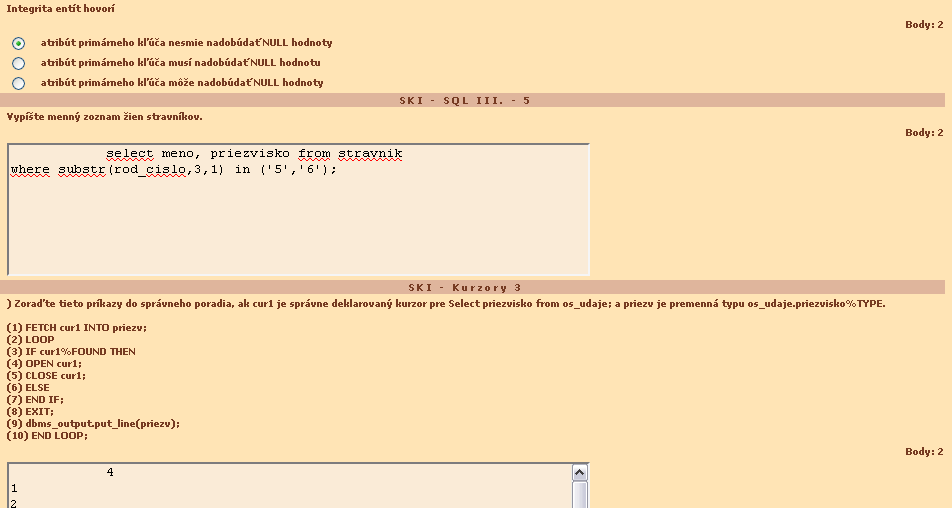 Integrita entít hovorí
Body: 2
atribút primárneho kľúča nesmie nadobúdať NULL hodnoty
atribút primárneho kľúča musí nadobúdať NULL hodnotu
atribút primárneho kľúča môže nadobúdať NULL hodnoty
SKI - SQL III. - 5
Vypíšte menný zoznam žien stravníkov.
Body: 2
select meno, priezvisko from stravnik
where substr(rod_cislo,3,1) in ('5','6');
SKI - Kurzory 3
) Zoraďte tieto príkazy do správneho poradia, ak cur1 je správne deklarovaný kurzor pre Select priezvisko from os_udaje; a priezv je premenná typu os_udaje.priezvisko%TYPE.
(1) FETCH cur1 INTO priezv;
(2) LOOP
(3) IF cur1%FOUND THEN
(4) OPEN cur1;
(5) CLOSE cur1;
(6) ELSE
(7) END IF;
(8) EXIT;
(9) dbms_output.put_line(priezv);
(10) END LOOP;
Body: 2
4
1
2